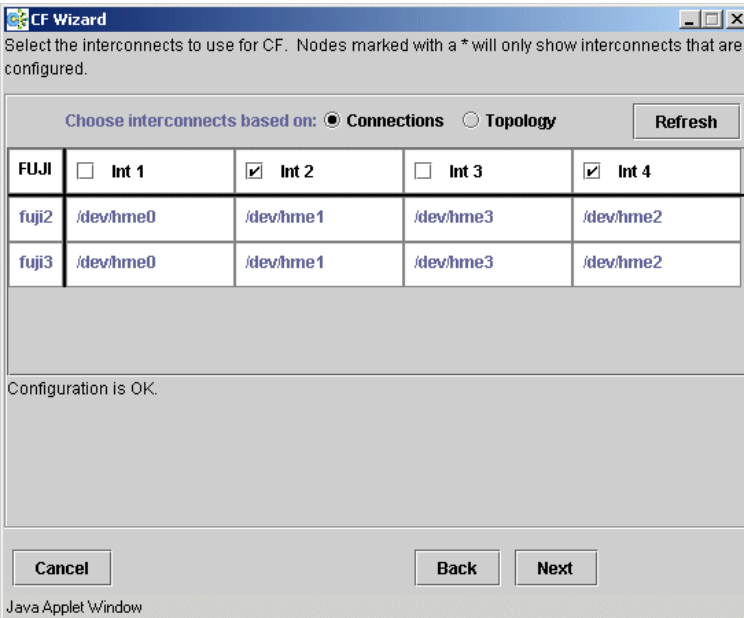 CF Wizard
Select the interconnects to use for CF. Nodes marked with a * will only show interconnects that are
configured.
Choose interconnects based on: Connections Topology Refresh
FUJI Int 1 Int 2 Int 3 Int 4
fuji2 /dev/hme0 /dev/hme1 /dev/hme3 /dev/hme2
fuji3 /dev/hme0 /dev/hme1 /dev/hme3 /dev/hme2
Configuration is OK.
Cancel Back Next
Java Applet Window